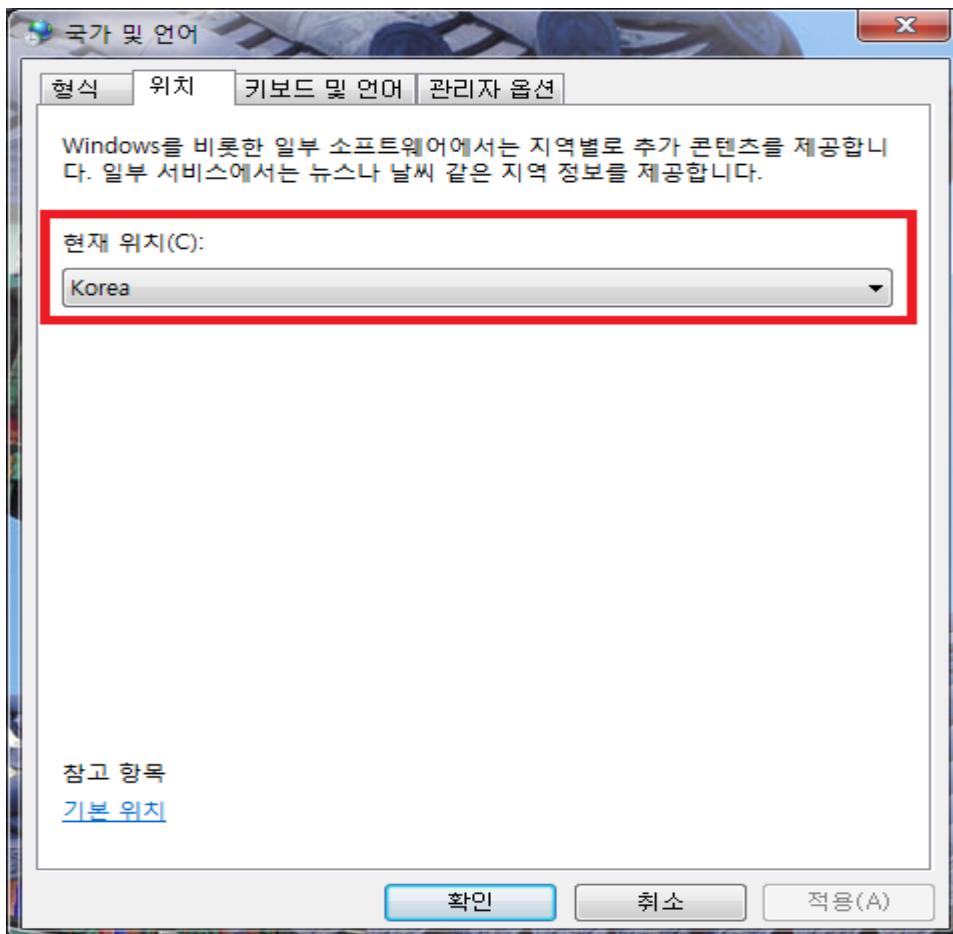 국가 및 언어
형식 위치 키보드 및 언어 관리자 옵션
Windows를 비롯한 일부 소프트웨어에서는 지역별로 추가 콘텐츠를 제공합니
다. 일부 서비스에서는 뉴스나 날씨 같은 지역 정보를 제공합니다.
현재 위치(C):
Korea
참고 항목
기본 위치
확인 취소 적용(A)